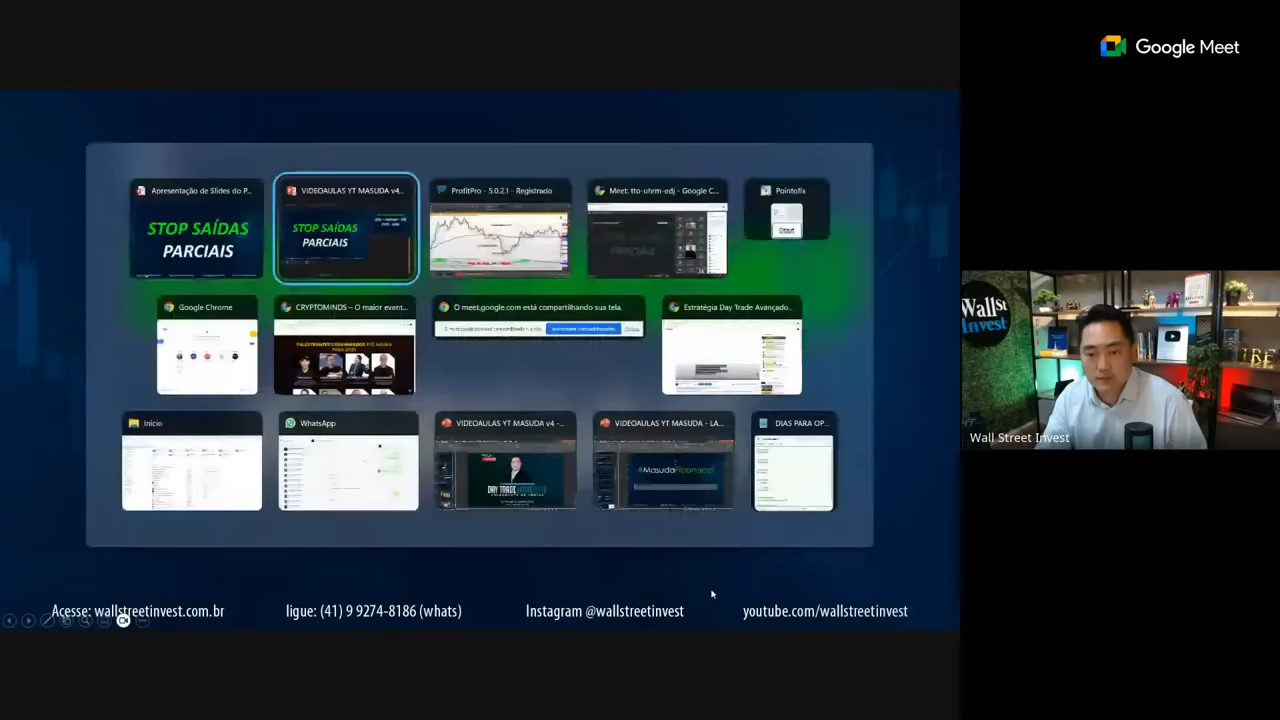 Google Meet
Apresentação de Slides do P...
VIDEOAULAS YT MASUDA v4...
ProfitPro - 5.0.2.1 - Registrado
Meet: tto-uhrm-edj - Google C...
Pointofix
STOP SAÍDAS
PARCIAIS
STOP SAÍDAS
PARCIAIS
Google Chrome
CRYPTOMINDS – O maior event...
O meet.google.com está compartilhando sua tela.
Estratégia Day Trade Avançado...
Início
WhatsApp
VIDEOAULAS YT MASUDA v4 -...
VIDEOAULAS YT MASUDA - LA...
DIAS PARA OP...
DAY TRADE
#MasudaFibonacci
Wallst
Invest
Wall Street Invest
Acesse: wallstreetinvest.com.br
ligue: (41) 9 9274-8186 (whats)
Instagram @wallstreetinvest
youtube.com/wallstreetinvest